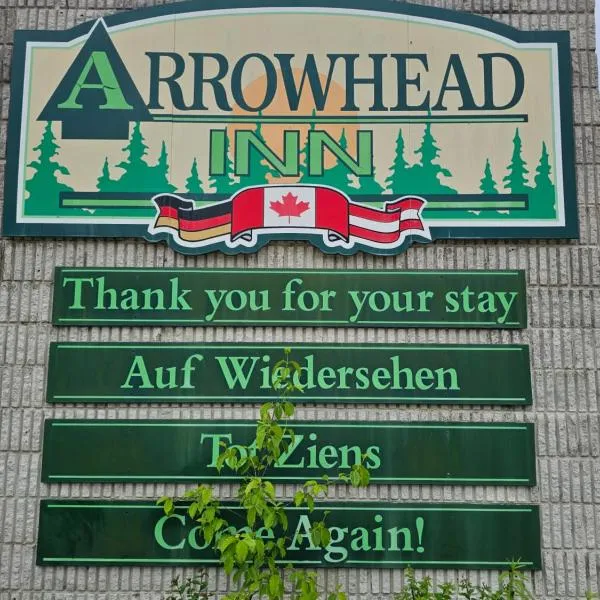 ARROWHEAD
INN
Thank you for your stay
Auf Wiedersehen
Tot Ziens
Come Again!